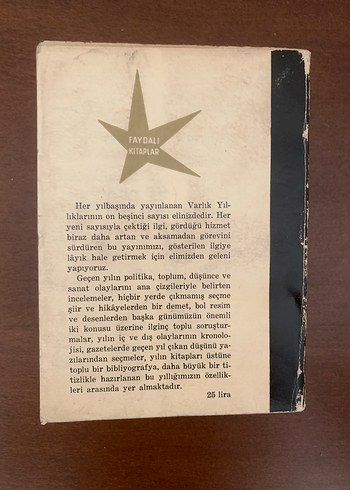 FAYDALI
KİTAPLAR
Her yılbaşında yayınlanan Varlık Yıl-
lıklarının on beşinci sayısı elinizdedir. Her
yeni sayısıyla çektiği ilgi, gördüğü hizmet
biraz daha artan ve aksamadan görevini
sürdüren bu yayınımızı, gösterilen ilgiye
lâyık hale getirmek için elimizden geleni
yapıyoruz.
Geçen yılın politika, toplum, düşünce ve
sanat olaylarını ana çizgileriyle belirten
incelemeler, hiçbir yerde çıkmamış seçme
şiir ve hikâyelerden bir demet, bol resim
ve desenlerden başka günümüzün önemli
iki konusu üzerine ilginç toplu soruştur-
malar, yılın iç ve dış olaylarının kronolo-
jisi, gazetelerde geçen yıl çıkan düşünü ya-
zılarından seçmeler, yılın kitapları üstüne
toplu bir bibliyografya, daha büyük bir ti-
tizlikle hazırlanan bu yıllığımızın özellik-
leri arasında yer almaktadır.
25 lira